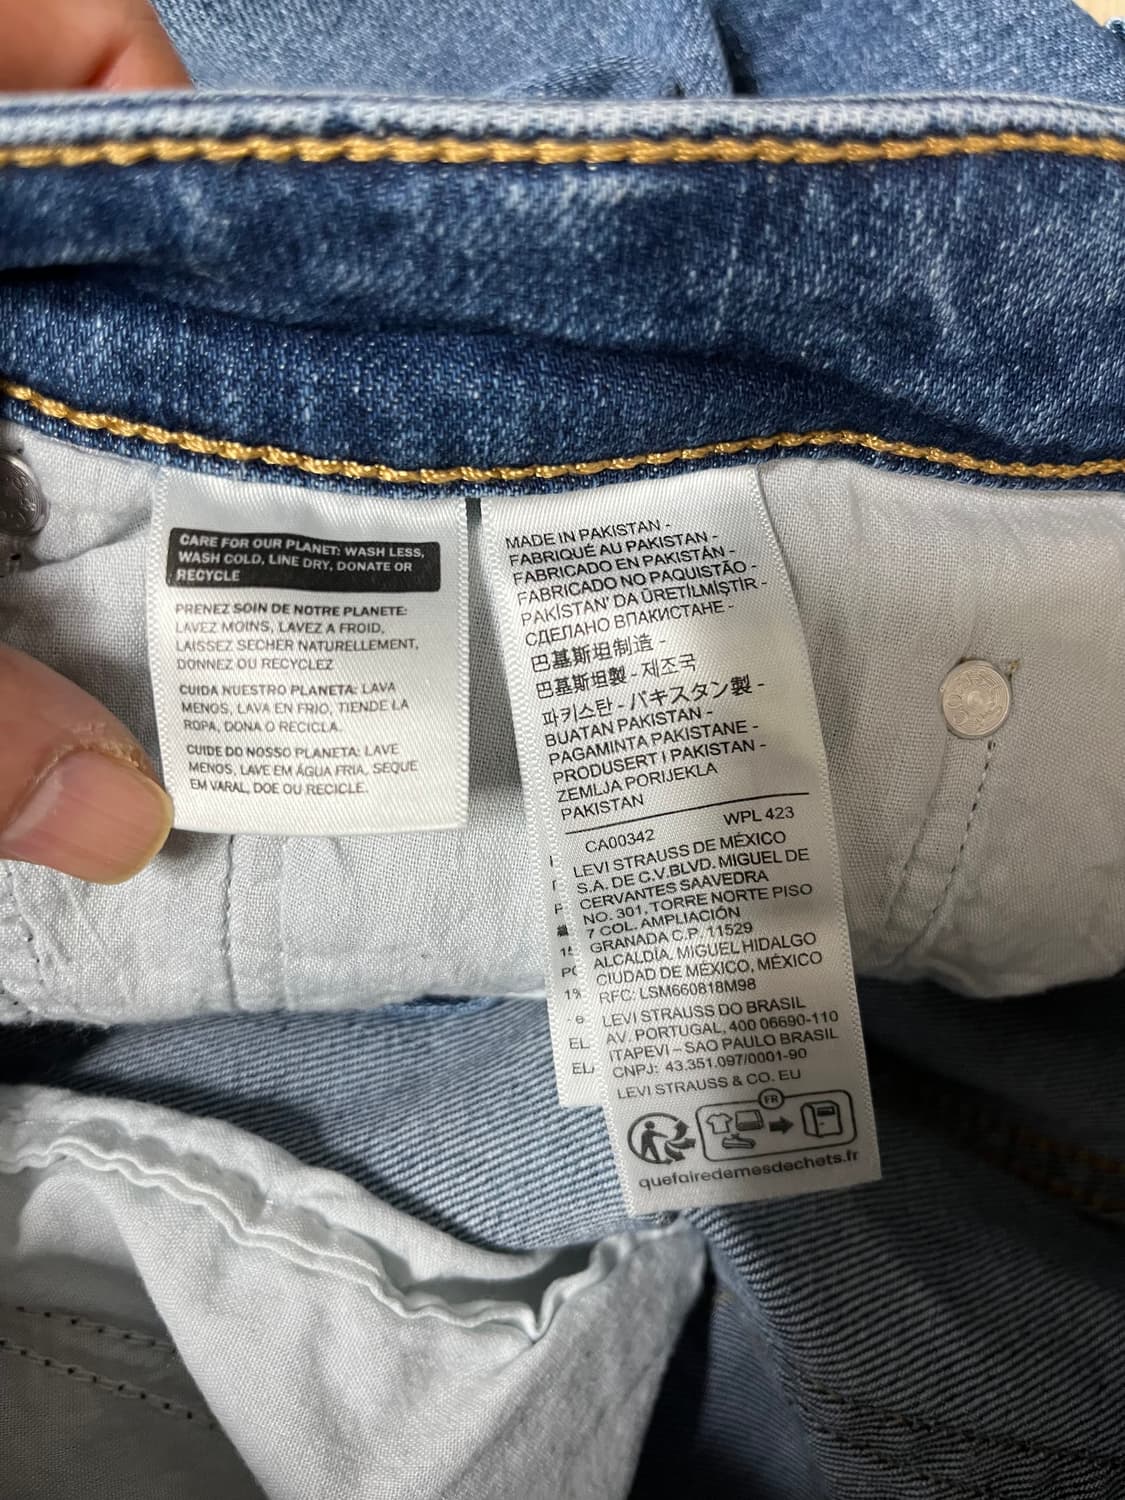 CARE FOR OUR PLANET: WASH LESS,
WASH COLD, LINE DRY, DONATE OR
RECYCLE
PRENEZ SOIN DE NOTRE PLANETE:
LAVEZ MOINS, LAVEZ A FROID,
LAISSEZ SECHER NATURELLEMENT,
DONNEZ OU RECYCLEZ
CUIDA NUESTRO PLANETA: LAVA
MENOS, LAVA EN FRIO, TIENDE LA
ROPA, DONA O RECICLA.
CUIDE DO NOSSO PLANETA: LAVE
MENOS, LAVE EM ÁGUA FRIA, SEQUE
EM VARAL, DOE OU RECICLE.
MADE IN PAKISTAN -
FABRIQUÉ AU PAKISTAN -
FABRICADO EN PAKISTÁN -
FABRICADO NO PAQUISTÃO -
PAKİSTAN' DA ÜRETİLMİŞTİR -
СДЕЛАНО ВПАКИСТАНЕ -
巴基斯坦制造 -
巴基斯坦製 - 제조국
파키스탄 - パキスタン製 -
BUATAN PAKISTAN -
PAGAMINTA PAKISTANE -
PRODUSERT I PAKISTAN -
ZEMLJA PORIJEKLA
PAKISTAN
CA00342 WPL 423
LEVI STRAUSS DE MÉXICO
S.A. DE C.V.BLVD. MIGUEL DE
CERVANTES SAAVEDRA
NO. 301, TORRE NORTE PISO
7 COL. AMPLIACIÓN
GRANADA C.P. 11529
ALCALDÍA. MIGUEL HIDALGO
CIUDAD DE MÉXICO, MÉXICO
RFC: LSM660818M98
LEVI STRAUSS DO BRASIL
AV. PORTUGAL, 400 06690-110
ITAPEVI – SAO PAULO BRASIL
CNPJ: 43.351.097/0001-90
LEVI STRAUSS & CO. EU
FR
quefairedemesdechets.fr